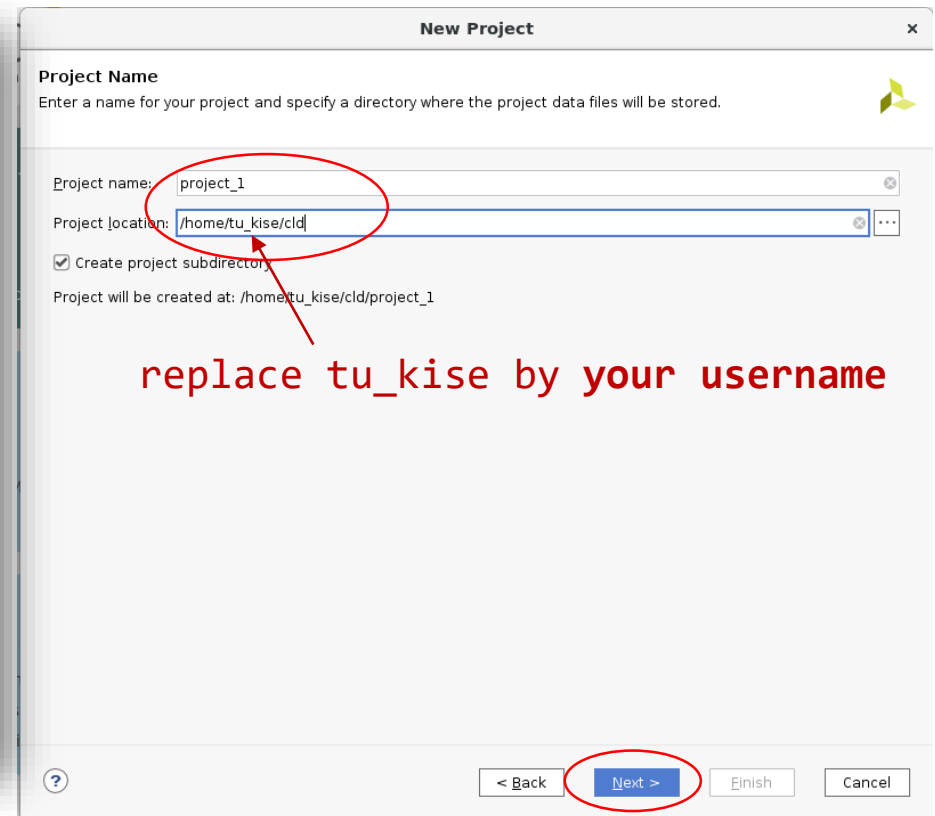 New Project
×
Project Name
Enter a name for your project and specify a directory where the project data files will be stored.
Project name: project_1
Project location: /home/tu_kise/cld ...
Create project subdirectory
Project will be created at: /home/tu_kise/cld/project_1
replace tu_kise by your username
? < Back Next > Finish Cancel